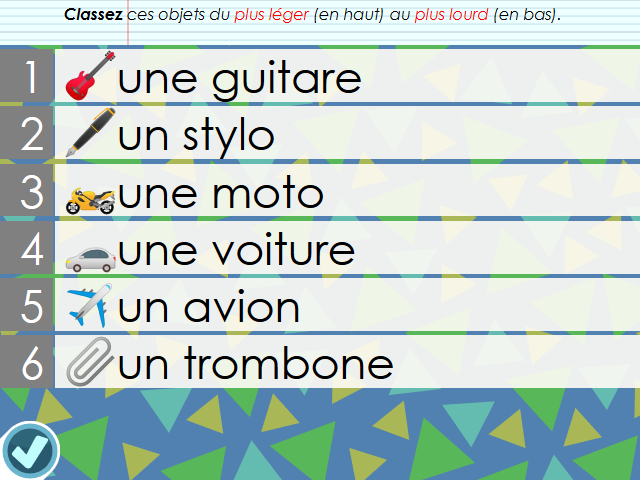 Classez ces objets du plus léger (en haut) au plus lourd (en bas).
1 une guitare
2 un stylo
3 une moto
4 une voiture
5 un avion
6 un trombone